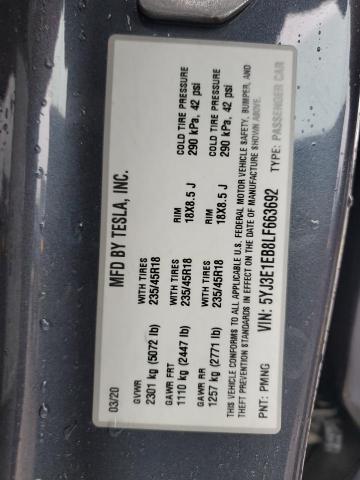 MFD BY TESLA, INC.
03/20
GVWR
2301 kg (5072 lb)
GAWR FRT WITH TIRES RIM COLD TIRE PRESSURE
1110 kg (2447 lb) 235/45R18 18X8.5 J 290 kPa, 42 psi
GAWR RR WITH TIRES RIM COLD TIRE PRESSURE
1257 kg (2771 lb) 235/45R18 18X8.5 J 290 kPa, 42 psi
THIS VEHICLE CONFORMS TO ALL APPLICABLE U.S. FEDERAL MOTOR VEHICLE SAFETY, BUMPER, AND
THEFT PREVENTION STANDARDS IN EFFECT ON THE DATE OF MANUFACTURE SHOWN ABOVE.
PNT: PMNG VIN: 5YJ3E1EB8LF663692 TYPE: PASSENGER CAR